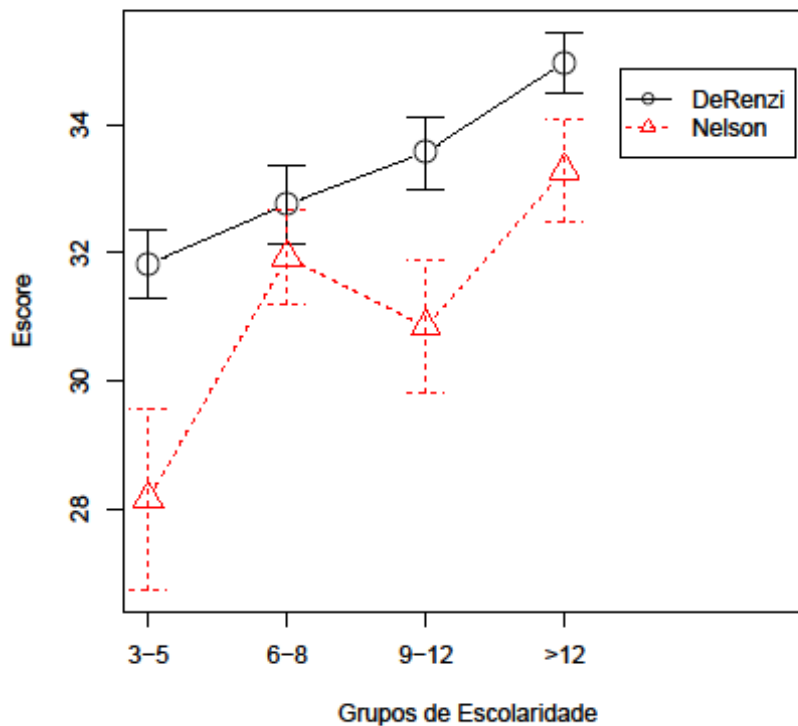 DeRenzi
Nelson
34
32
30
28
Escore
3−5 6−8 9−12 >12
Grupos de Escolaridade